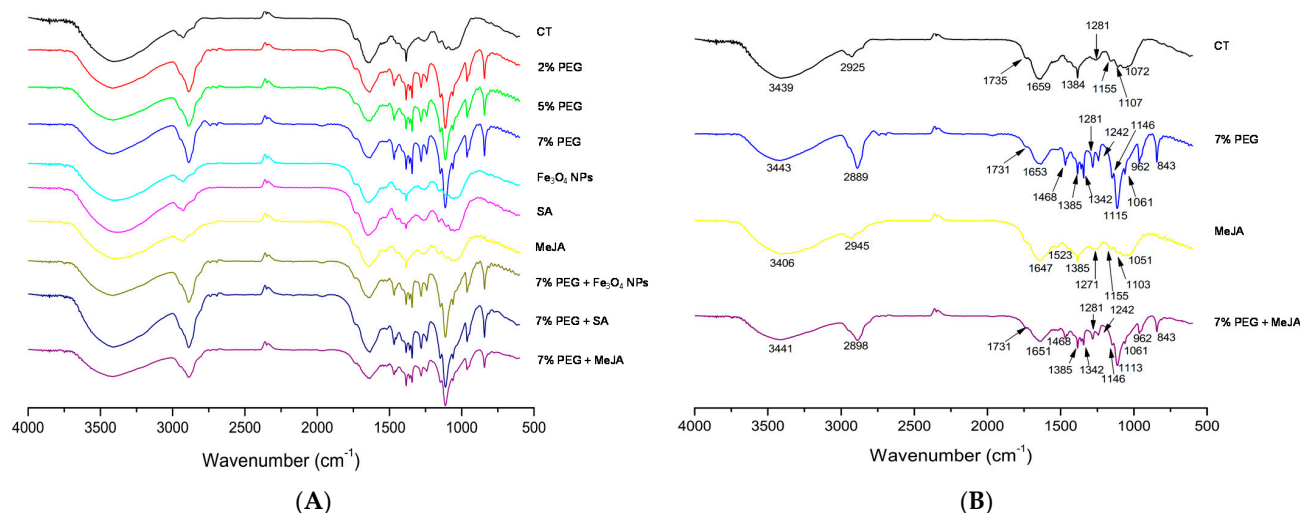 CT
2% PEG
5% PEG
7% PEG
Fe₃O₄ NPs
SA
MeJA
7% PEG + Fe₃O₄ NPs
7% PEG + SA
7% PEG + MeJA
4000 3500 3000 2500 2000 1500 1000 500
Wavenumber (cm⁻¹)
(A)
1281
CT
2925
1735
3439
1659
1384
1155
1072
1107
7% PEG
1281
1242
1146
3443
2889
1731
1653
1468
1385
1342
1115
1061
962
843
MeJA
2945
3406
1647
1523
1385
1271
1155
1103
1051
7% PEG + MeJA
1281
1242
3441
2898
1731
1651
1468
1385
1342
1146
1113
1061
962
843
4000 3500 3000 2500 2000 1500 1000 500
Wavenumber (cm⁻¹)
(B)